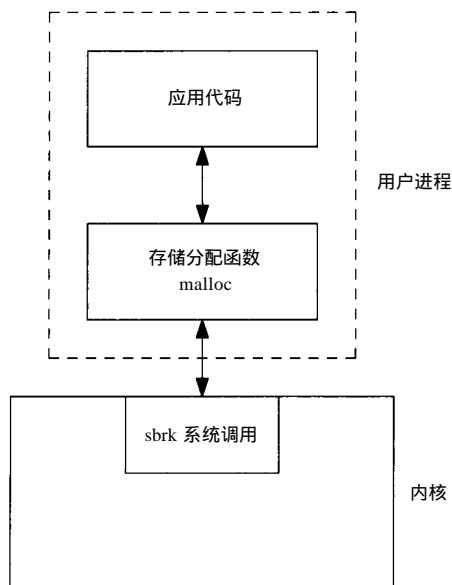 应用代码
用户进程
存储分配函数
malloc
sbrk 系统调用
内核